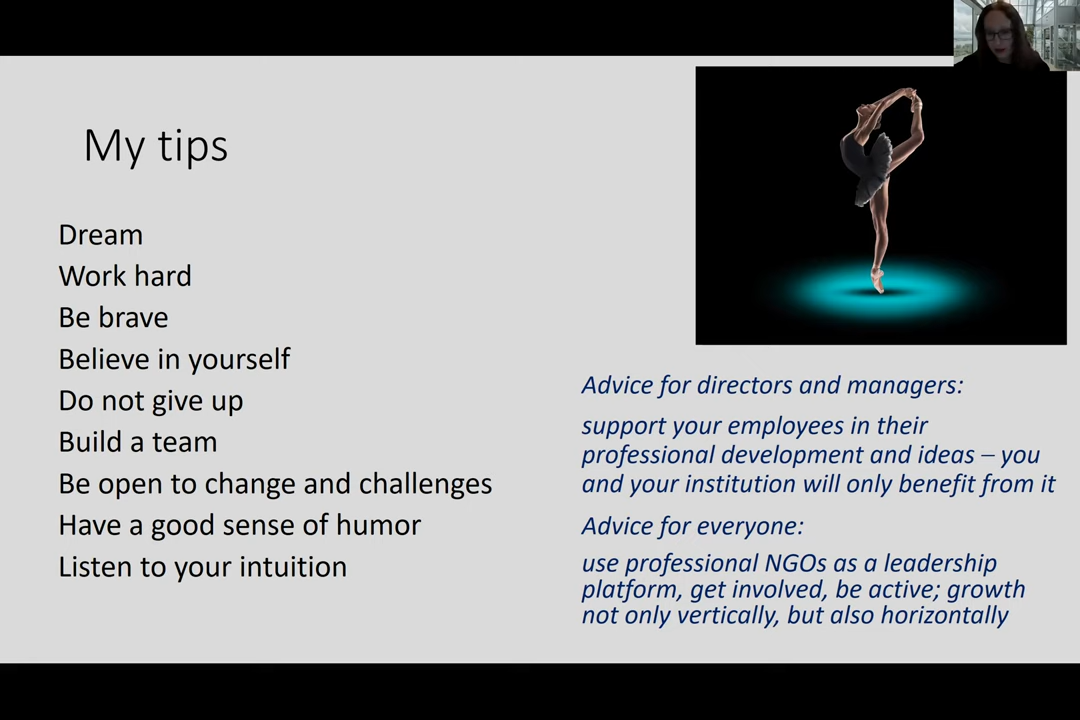 My tips
Dream
Work hard
Be brave
Believe in yourself
Do not give up
Build a team
Be open to change and challenges
Have a good sense of humor
Listen to your intuition
Advice for directors and managers:
support your employees in their
professional development and ideas – you
and your institution will only benefit from it
Advice for everyone:
use professional NGOs as a leadership
platform, get involved, be active; growth
not only vertically, but also horizontally